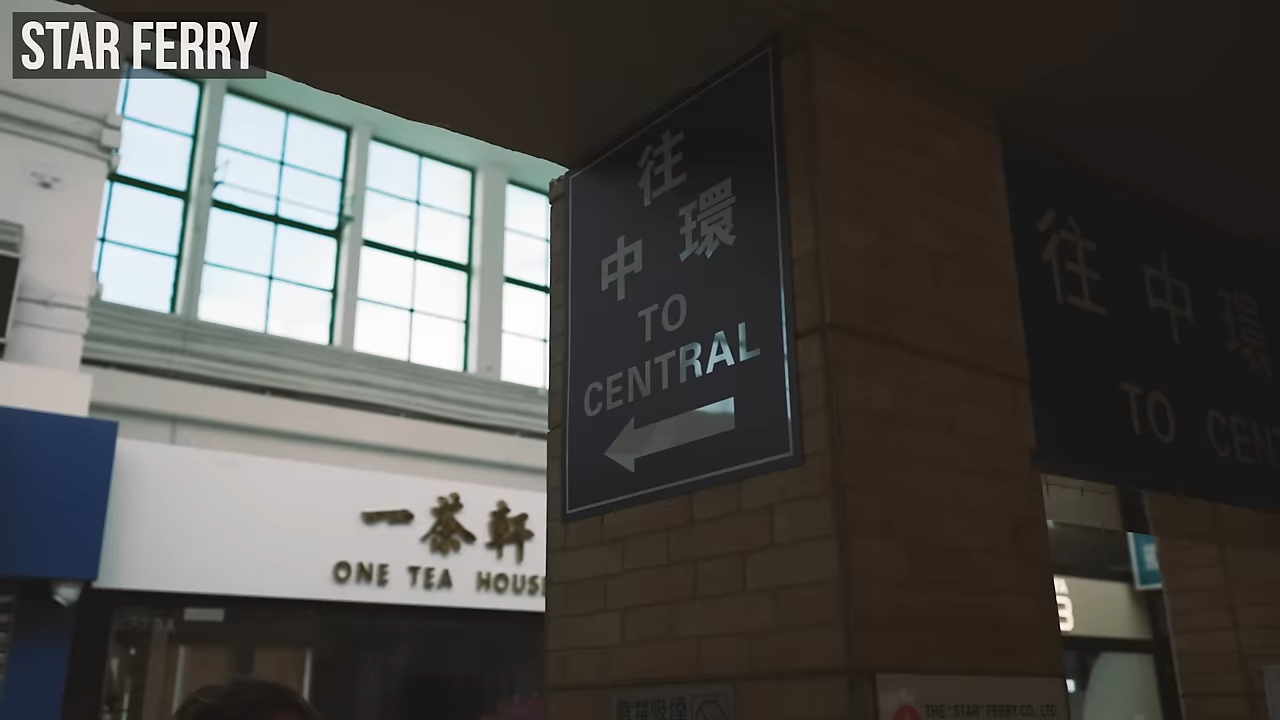 STAR FERRY
往
中 環
TO
CENTRAL
往 中 環
TO CEN
一茶軒
ONE TEA HOUS
THE "STAR" FERRY CO., LTD